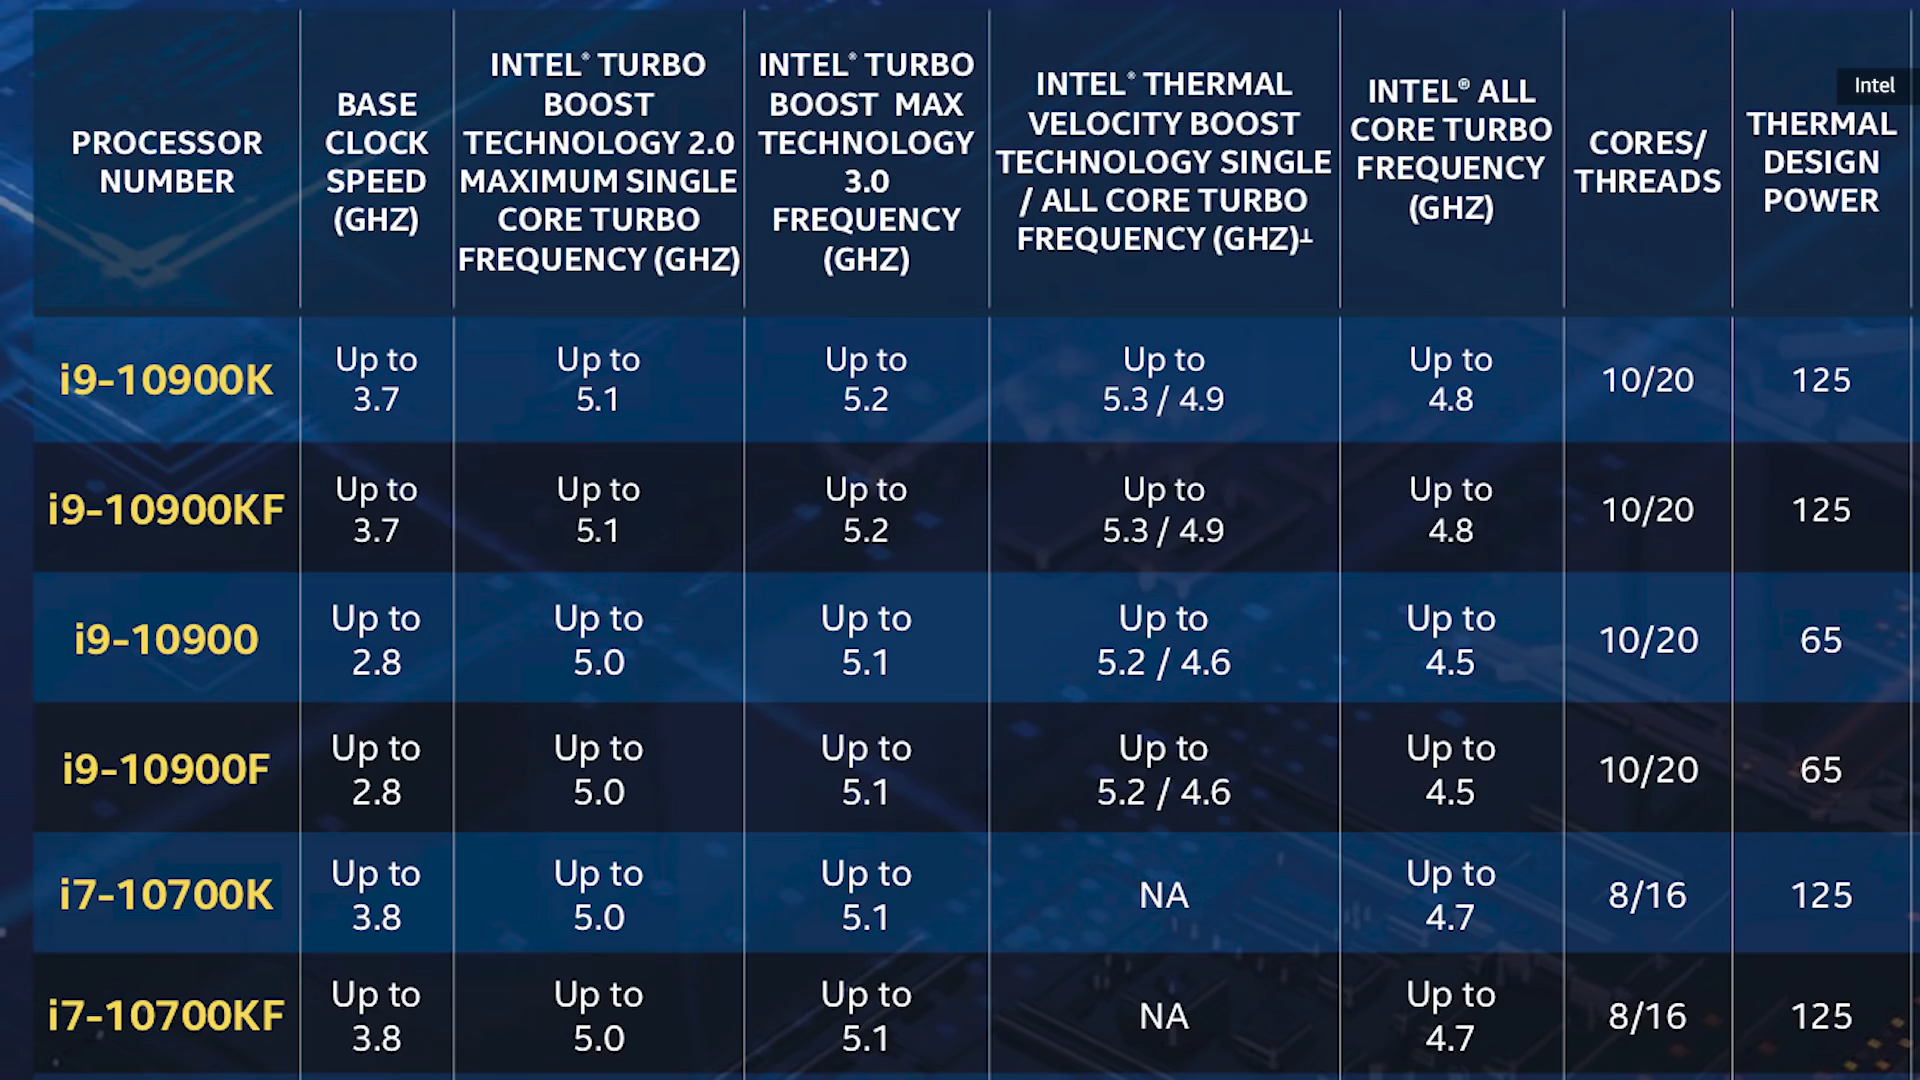 PROCESSOR
NUMBER
BASE
CLOCK
SPEED
(GHZ)
INTEL® TURBO
BOOST
TECHNOLOGY 2.0
MAXIMUM SINGLE
CORE TURBO
FREQUENCY (GHZ)
INTEL® TURBO
BOOST MAX
TECHNOLOGY
3.0
FREQUENCY
(GHZ)
INTEL® THERMAL
VELOCITY BOOST
TECHNOLOGY SINGLE
/ ALL CORE TURBO
FREQUENCY (GHZ)⊥
INTEL® ALL
CORE TURBO
FREQUENCY
(GHZ)
CORES/
THREADS
Intel
THERMAL
DESIGN
POWER
i9-10900K
Up to
3.7
Up to
5.1
Up to
5.2
Up to
5.3 / 4.9
Up to
4.8
10/20
125
i9-10900KF
Up to
3.7
Up to
5.1
Up to
5.2
Up to
5.3 / 4.9
Up to
4.8
10/20
125
i9-10900
Up to
2.8
Up to
5.0
Up to
5.1
Up to
5.2 / 4.6
Up to
4.5
10/20
65
i9-10900F
Up to
2.8
Up to
5.0
Up to
5.1
Up to
5.2 / 4.6
Up to
4.5
10/20
65
i7-10700K
Up to
3.8
Up to
5.0
Up to
5.1
NA
Up to
4.7
8/16
125
i7-10700KF
Up to
3.8
Up to
5.0
Up to
5.1
NA
Up to
4.7
8/16
125